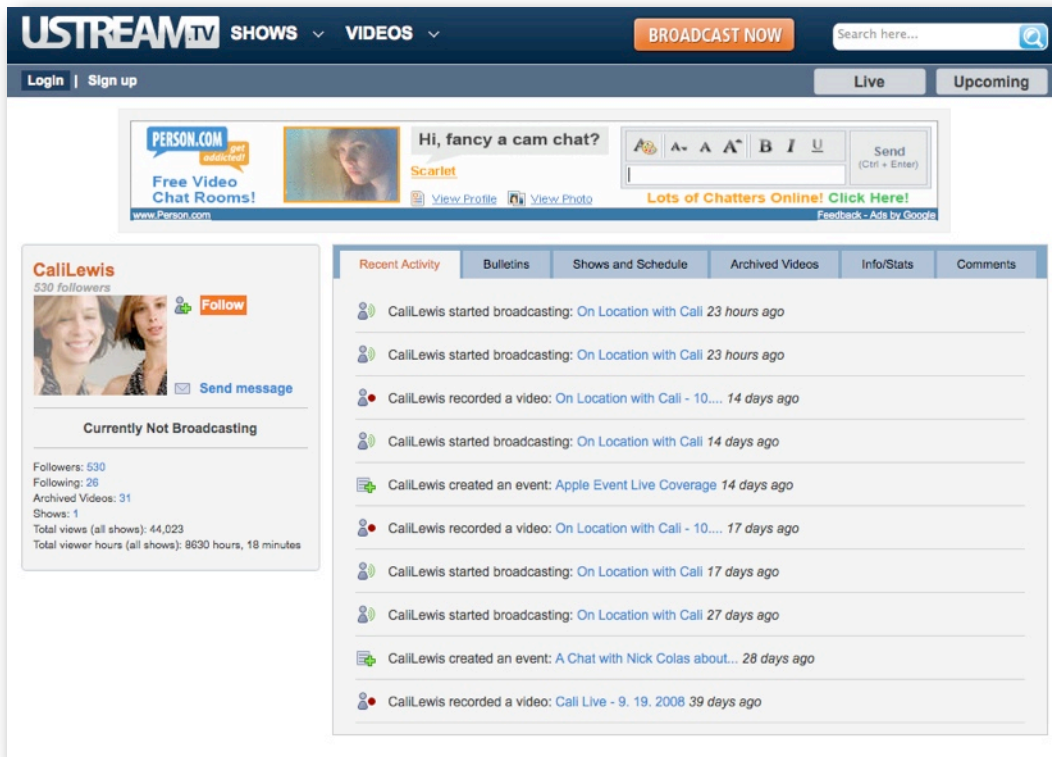 USTREAM.TV SHOWS VIDEOS BROADCAST NOW Search here...
Login | Sign up Live Upcoming
PERSON.COM
get
addicted!
Free Video
Chat Rooms!
www.Person.com
Hi, fancy a cam chat?
Scarlet
View Profile View Photo
A A A B I U
Send
(Ctrl + Enter)
Lots of Chatters Online! Click Here!
Feedback - Ads by Google
CaliLewis
530 followers
Follow
Send message
Currently Not Broadcasting
Followers: 530
Following: 26
Archived Videos: 31
Shows: 1
Total views (all shows): 44,023
Total viewer hours (all shows): 8630 hours, 18 minutes
Recent Activity Bulletins Shows and Schedule Archived Videos Info/Stats Comments
CaliLewis started broadcasting: On Location with Cali 23 hours ago
CaliLewis started broadcasting: On Location with Cali 23 hours ago
CaliLewis recorded a video: On Location with Cali - 10.... 14 days ago
CaliLewis started broadcasting: On Location with Cali 14 days ago
CaliLewis created an event: Apple Event Live Coverage 14 days ago
CaliLewis recorded a video: On Location with Cali - 10.... 17 days ago
CaliLewis started broadcasting: On Location with Cali 17 days ago
CaliLewis started broadcasting: On Location with Cali 27 days ago
CaliLewis created an event: A Chat with Nick Colas about... 28 days ago
CaliLewis recorded a video: Cali Live - 9. 19. 2008 39 days ago